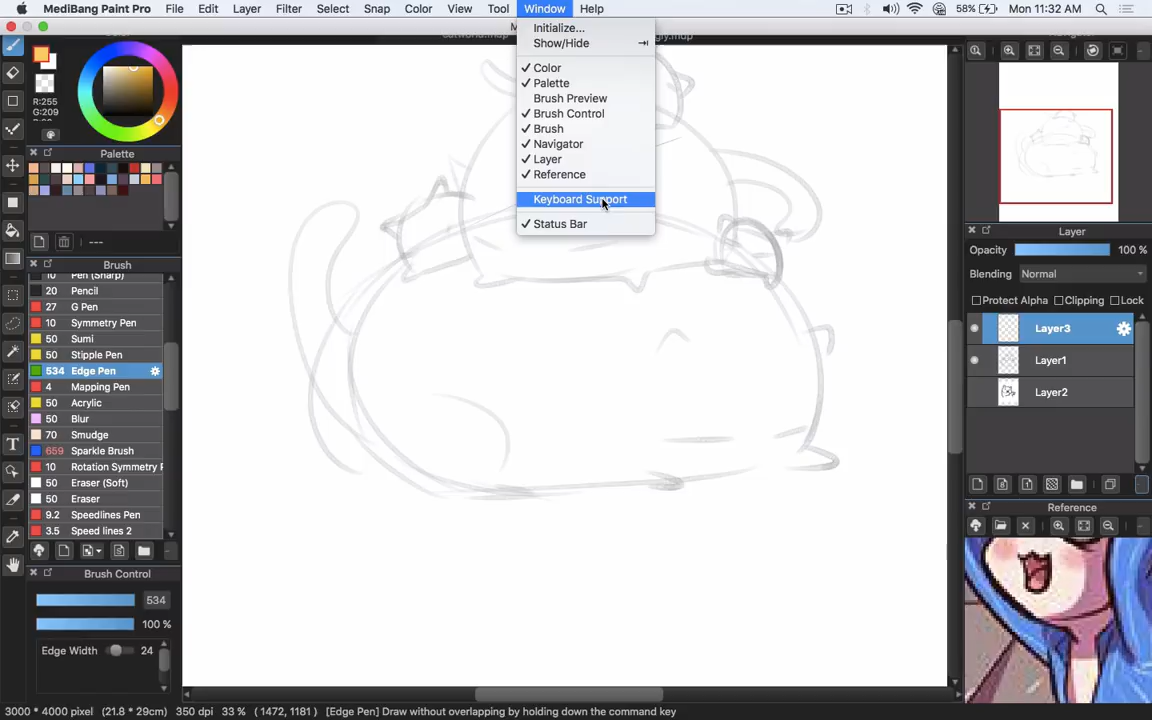 MediBang Paint Pro File Edit Layer Filter Select Snap Color View Tool Window Help 58% Mon 11:32 AM
Initialize...
Show/Hide
Color
Palette
Brush Preview
Brush Control
Brush
Navigator
Layer
Reference
Keyboard Support
Status Bar
R:255
G:209
Palette
---
Brush
10 Pen (Sharp)
20 Pencil
27 G Pen
10 Symmetry Pen
50 Sumi
50 Stipple Pen
534 Edge Pen
4 Mapping Pen
50 Acrylic
50 Blur
70 Smudge
659 Sparkle Brush
10 Rotation Symmetry
50 Eraser (Soft)
50 Eraser
9.2 Speedlines Pen
3.5 Speed lines 2
Brush Control
534
100 %
Edge Width 24
Layer
Opacity 100 %
Blending Normal
Protect Alpha Clipping Lock
Layer3
Layer1
Layer2
Reference
3000 * 4000 pixel (21.8 * 29cm) 350 dpi 33 % ( 1472, 1181 ) [Edge Pen] Draw without overlapping by holding down the command key